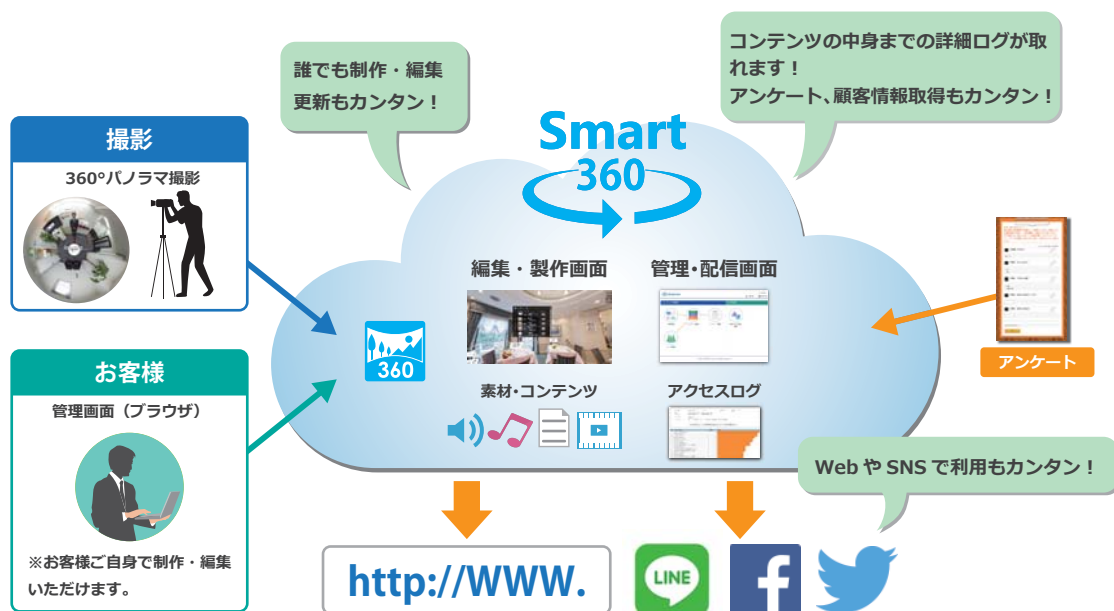 誰でも制作・編集
更新もカンタン！
コンテンツの中身までの詳細ログが取
れます！
アンケート、顧客情報取得もカンタン！
Smart
360
撮影
360°パノラマ撮影
お客様
管理画面（ブラウザ）
※お客様ご自身で制作・編集
いただけます。
360
編集・製作画面
管理・配信画面
素材・コンテンツ
アクセスログ
アンケート
Web や SNS で利用もカンタン！
http://WWW.
LINE